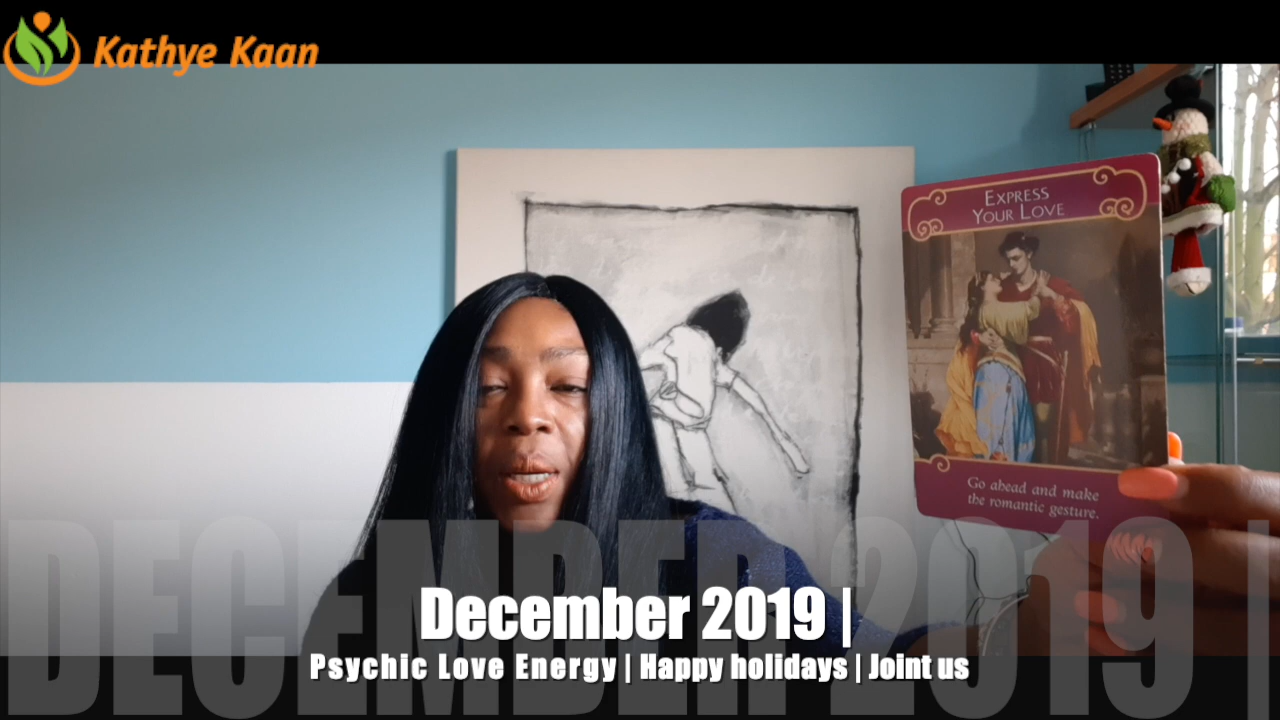 Kathye Kaan
EXPRESS
YOUR LOVE
Go ahead and make
the romantic gesture.
DECEMBER 2019 |
December 2019 |
Psychic Love Energy | Happy holidays | Joint us